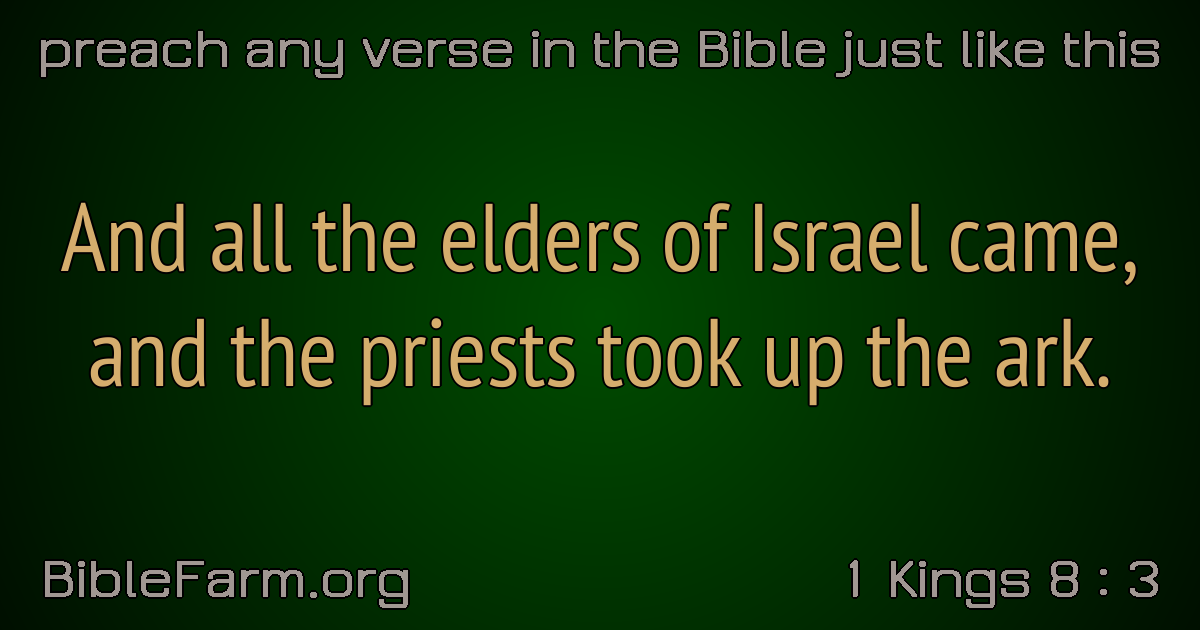 preach any verse in the Bible just like this
And all the elders of Israel came,
and the priests took up the ark.
BibleFarm.org
1 Kings 8 : 3